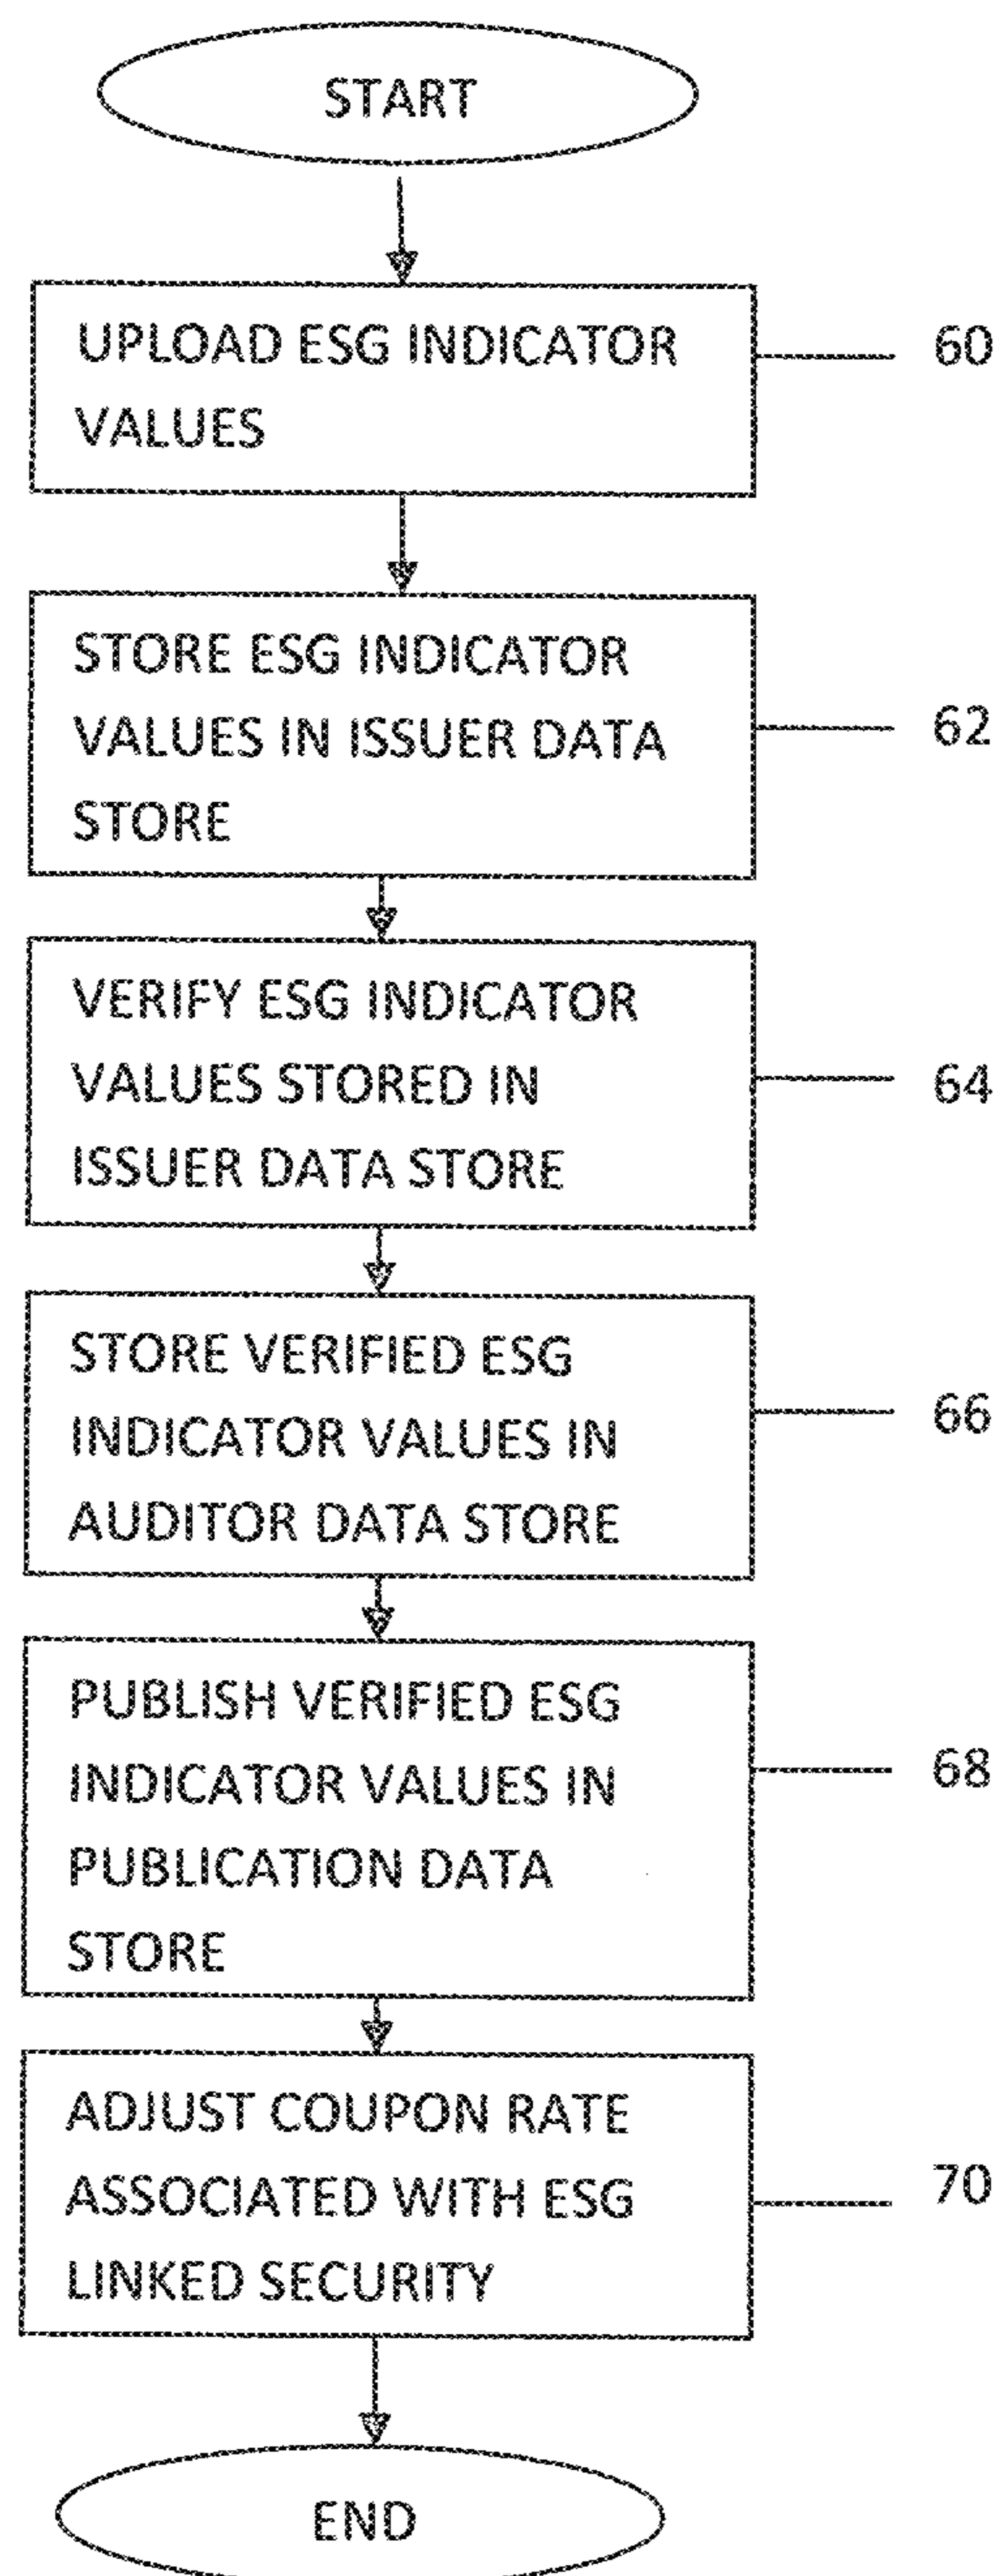 START
UPLOAD ESG INDICATOR
VALUES
60
STORE ESG INDICATOR
VALUES IN ISSUER DATA
STORE
62
VERIFY ESG INDICATOR
VALUES STORED IN
ISSUER DATA STORE
64
STORE VERIFIED ESG
INDICATOR VALUES IN
AUDITOR DATA STORE
66
PUBLISH VERIFIED ESG
INDICATOR VALUES IN
PUBLICATION DATA
STORE
68
ADJUST COUPON RATE
ASSOCIATED WITH ESG
LINKED SECURITY
70
END